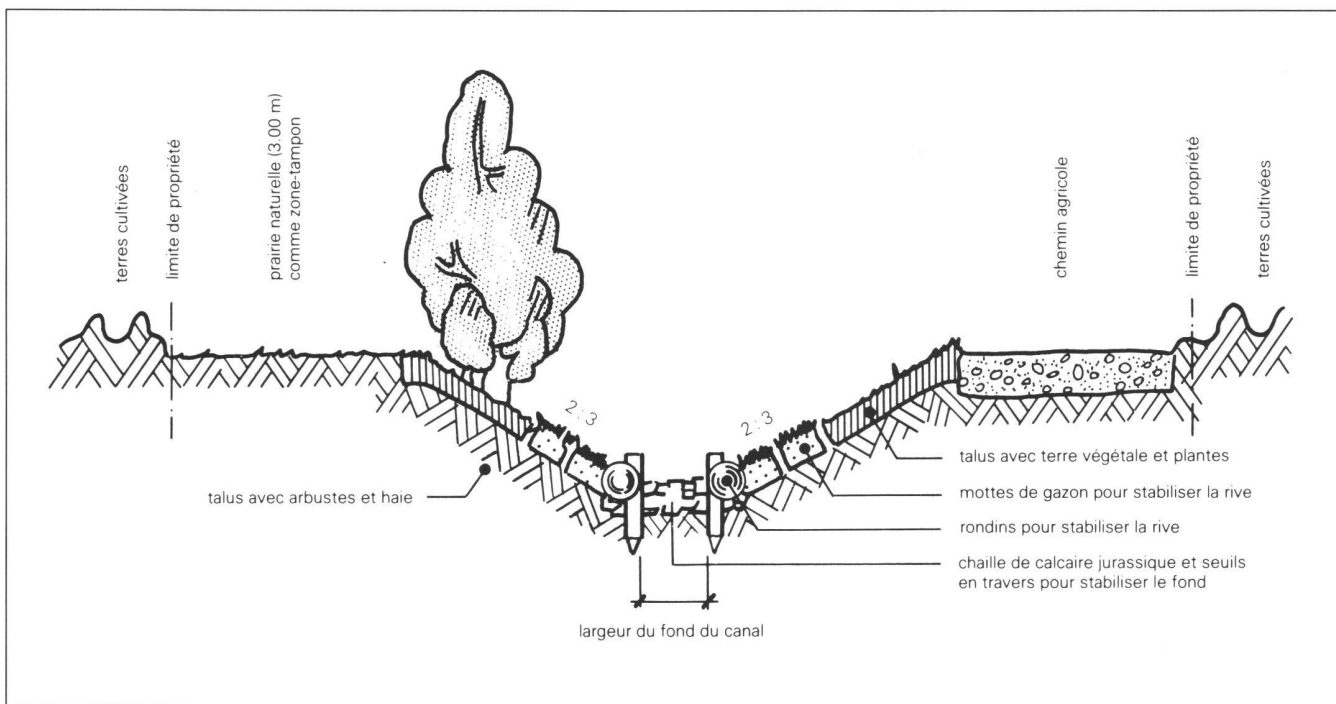 terres cultivées
limite de propriété
prairie naturelle (3.00 m)
comme zone-tampon
chemin agricole
limite de propriété
terres cultivées
2:3
2:3
talus avec arbustes et haie
talus avec terre végétale et plantes
mottes de gazon pour stabiliser la rive
rondins pour stabiliser la rive
chaille de calcaire jurassique et seuils
en travers pour stabiliser le fond
largeur du fond du canal